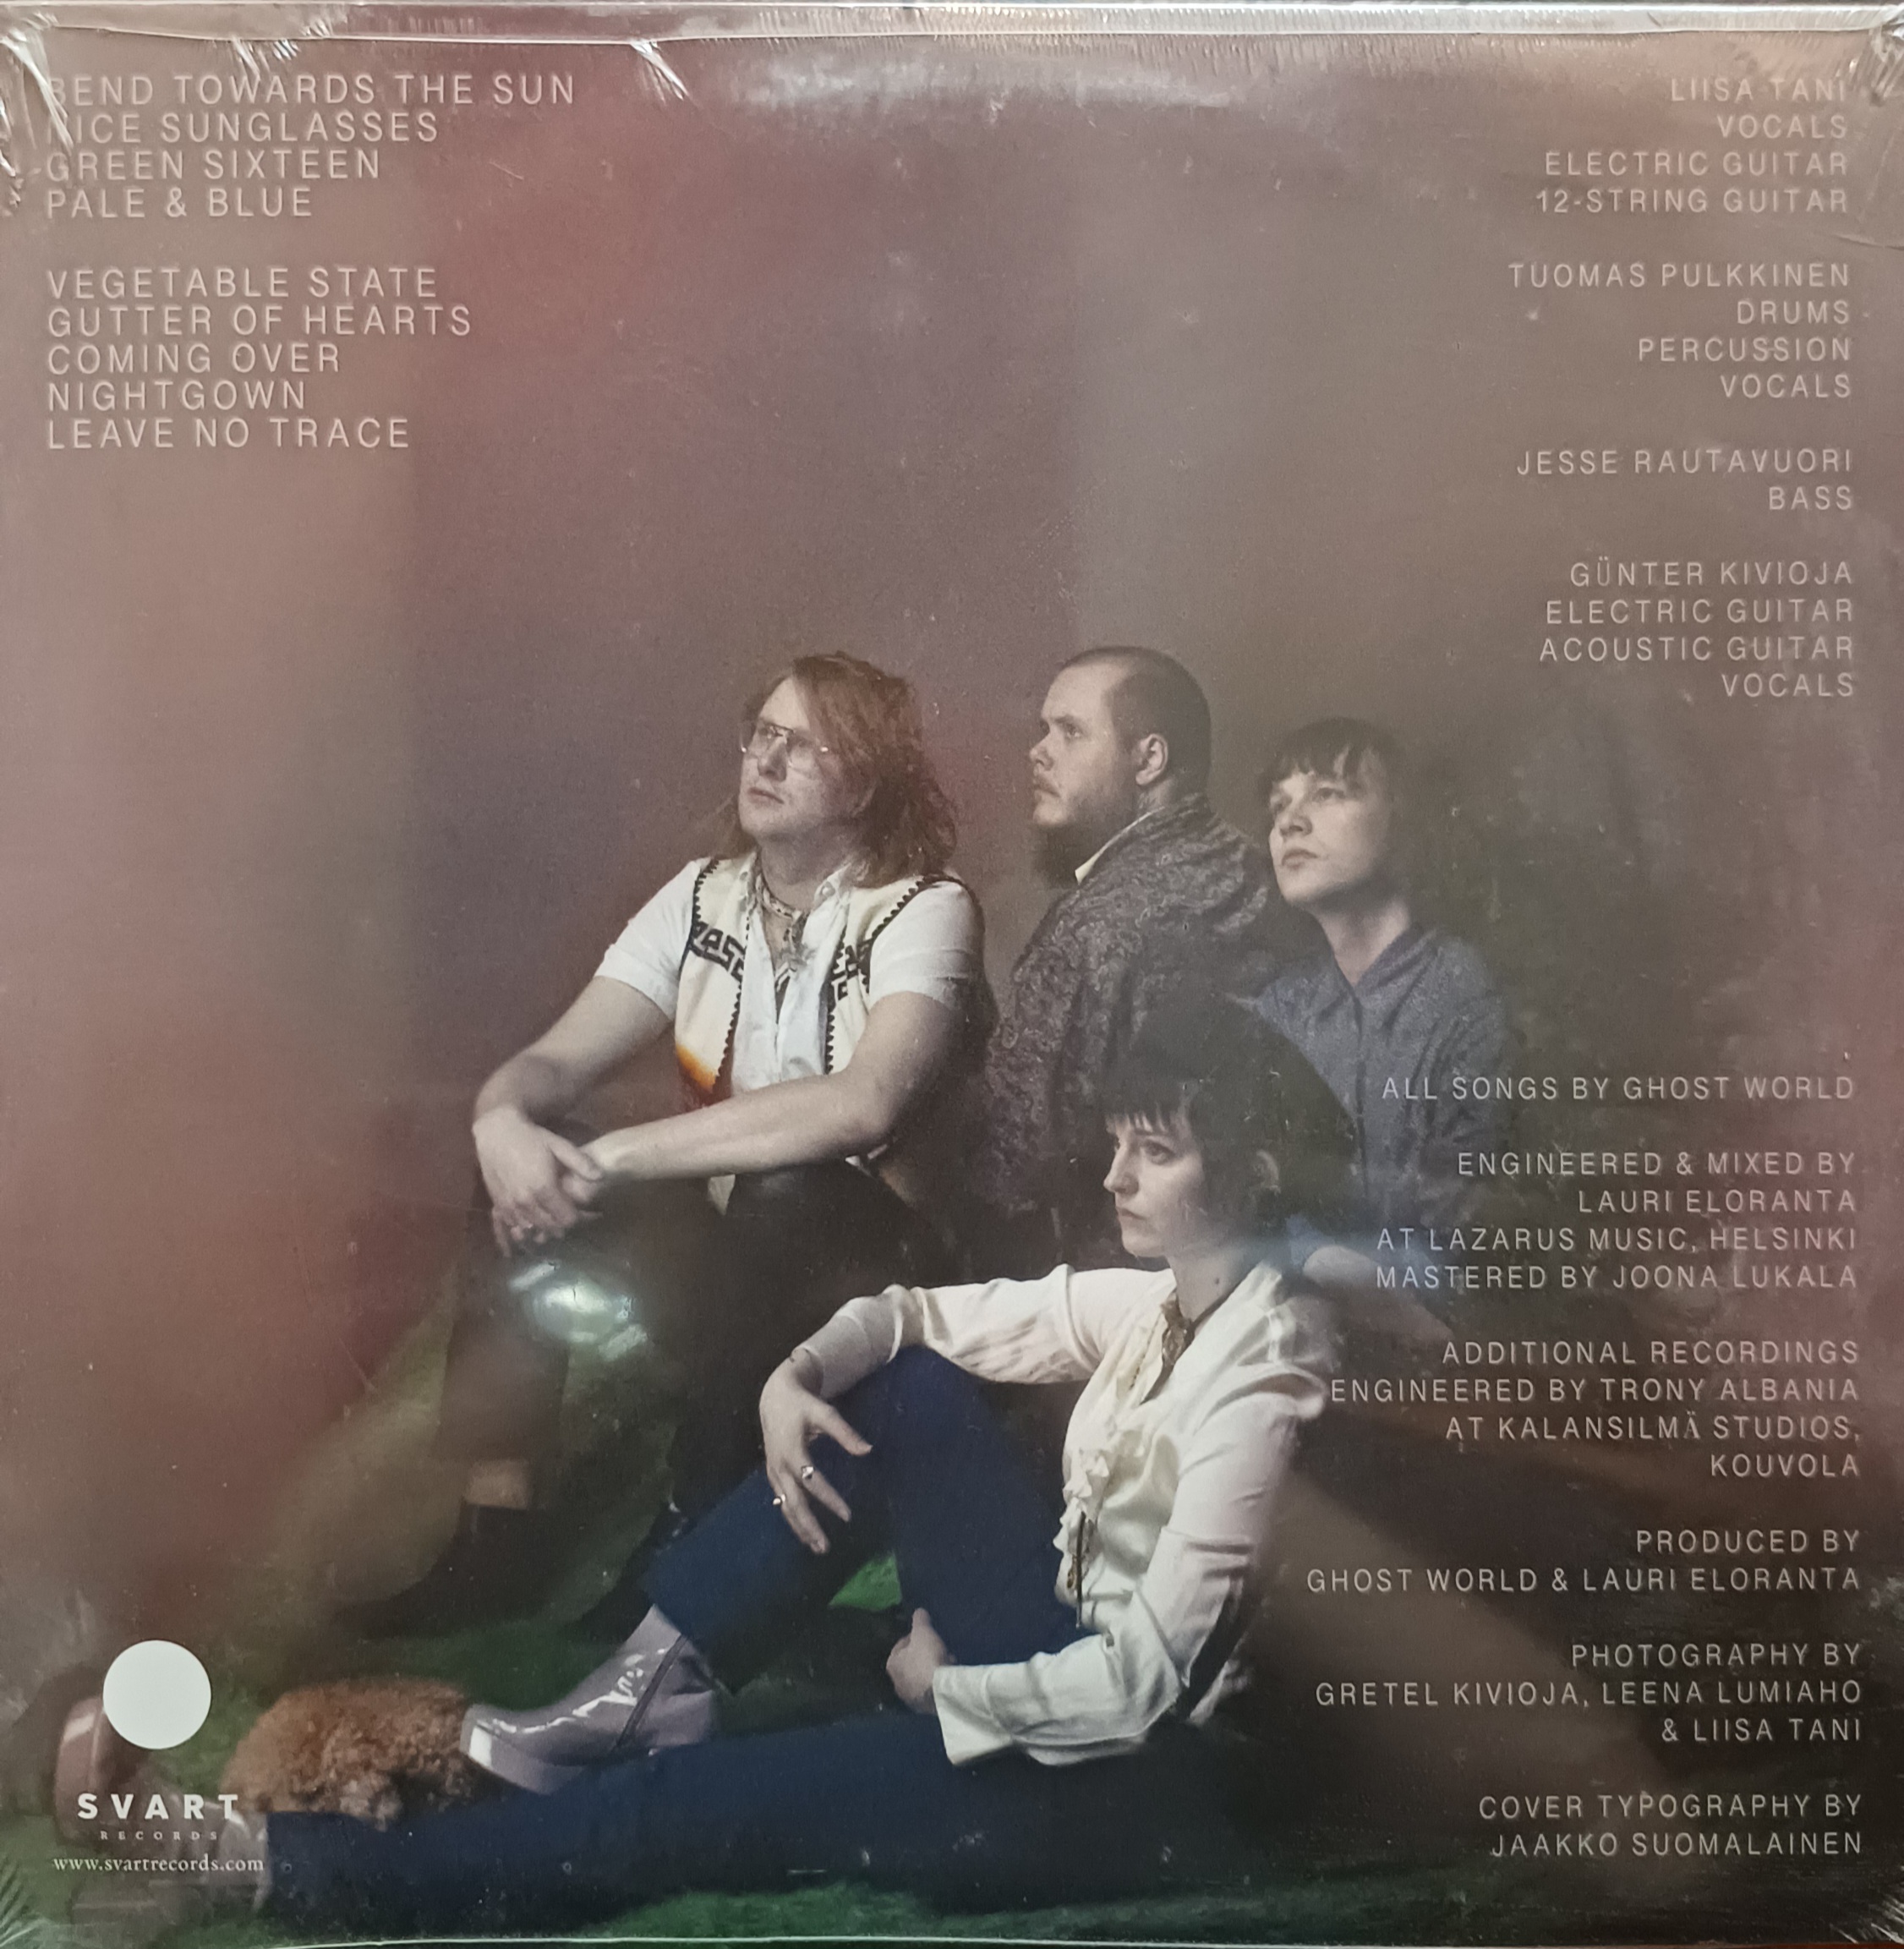 BEND TOWARDS THE SUN
NICE SUNGLASSES
GREEN SIXTEEN
PALE & BLUE
VEGETABLE STATE
GUTTER OF HEARTS
COMING OVER
NIGHTGOWN
LEAVE NO TRACE
LIISA TANI
VOCALS
ELECTRIC GUITAR
12-STRING GUITAR
TUOMAS PULKKINEN
DRUMS
PERCUSSION
VOCALS
JESSE RAUTAVUORI
BASS
GÜNTER KIVIOJA
ELECTRIC GUITAR
ACOUSTIC GUITAR
VOCALS
ALL SONGS BY GHOST WORLD
ENGINEERED & MIXED BY
LAURI ELORANTA
AT LAZARUS MUSIC, HELSINKI
MASTERED BY JOONA LUKALA
ADDITIONAL RECORDINGS
ENGINEERED BY TRONY ALBANIA
AT KALANSILMÄ STUDIOS,
KOUVOLA
PRODUCED BY
GHOST WORLD & LAURI ELORANTA
PHOTOGRAPHY BY
GRETEL KIVIOJA, LEENA LUMIAHO
& LIISA TANI
COVER TYPOGRAPHY BY
JAAKKO SUOMALAINEN
SVART
RECORDS
www.svartrecords.com